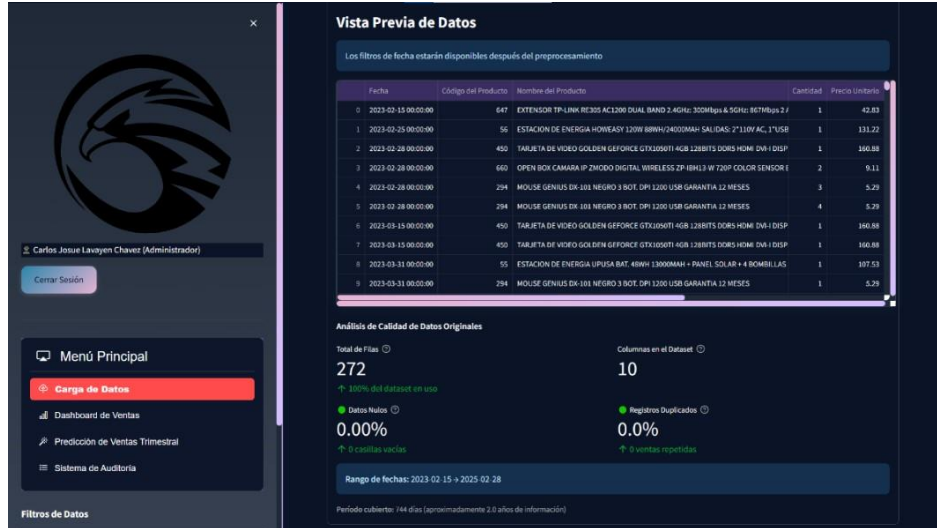 ×
Carlos Josue Lavayen Chavez (Administrador)
Cerrar Sesión
Menú Principal
Carga de Datos
Dashboard de Ventas
Predicción de Ventas Trimestral
Sistema de Auditoría
Filtros de Datos
Vista Previa de Datos
Los filtros de fecha estarán disponibles después del preprocesamiento
Fecha Código del Producto Nombre del Producto Cantidad Precio Unitario
0 2023-02-15 00:00:00 647 EXTENSOR TP-LINK RE305 AC1200 DUAL BAND 2.4GHz: 300Mbps & 5GHz: 867Mbps 2 / 1 42.83
1 2023-02-25 00:00:00 56 ESTACION DE ENERGIA HOWEASY 120W 88WH/24000MAH SALIDAS: 2*110V AC, 1*USB 1 131.22
2 2023-02-28 00:00:00 450 TARJETA DE VIDEO GOLDEN GEFORCE GTX1050TI 4GB 128BITS DDR5 HDMI DVI-I DISP 1 160.88
3 2023-02-28 00:00:00 660 OPEN BOX CAMARA IP ZMODO DIGITAL WIRELESS ZP-IBH13-W 720P COLOR SENSOR E 2 9.11
4 2023-02-28 00:00:00 294 MOUSE GENIUS DX-101 NEGRO 3 BOT. DPI 1200 USB GARANTIA 12 MESES 3 5.29
5 2023-02-28 00:00:00 294 MOUSE GENIUS DX-101 NEGRO 3 BOT. DPI 1200 USB GARANTIA 12 MESES 4 5.29
6 2023-03-15 00:00:00 450 TARJETA DE VIDEO GOLDEN GEFORCE GTX1050TI 4GB 128BITS DDR5 HDMI DVI-I DISP 1 160.88
7 2023-03-15 00:00:00 450 TARJETA DE VIDEO GOLDEN GEFORCE GTX1050TI 4GB 128BITS DDR5 HDMI DVI-I DISP 1 160.88
8 2023-03-31 00:00:00 55 ESTACION DE ENERGIA UPUSA BAT. 48WH 13000MAH + PANEL SOLAR + 4 BOMBILLAS 1 107.53
9 2023-03-31 00:00:00 294 MOUSE GENIUS DX-101 NEGRO 3 BOT. DPI 1200 USB GARANTIA 12 MESES 1 5.29
Análisis de Calidad de Datos Originales
Total de Filas Columnas en el Dataset
272 10
↑ 100% del dataset en uso
Datos Nulos Registros Duplicados
0.00% 0.0%
↑ 0 casillas vacías ↑ 0 ventas repetidas
Rango de fechas: 2023-02-15 → 2025-02-28
Período cubierto: 744 días (aproximadamente 2.0 años de información)